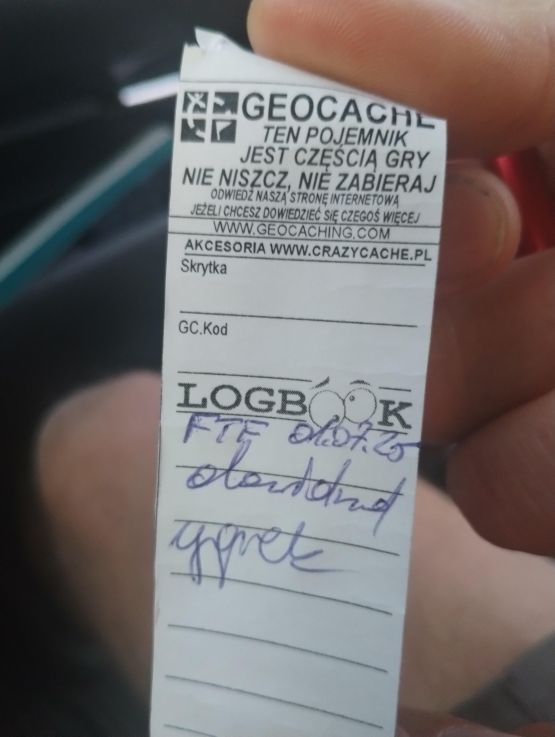 GEOCACHE
TEN POJEMNIK
JEST CZĘŚCIĄ GRY
NIE NISZCZ, NIE ZABIERAJ
ODWIEDŹ NASZĄ STRONĘ INTERNETOWĄ
JEŻELI CHCESZ DOWIEDZIEĆ SIĘ CZEGOŚ WIĘCEJ
WWW.GEOCACHING.COM
AKCESORIA WWW.CRAZYCACHE.PL
Skrytka
GC.Kod
LOGBOOK
FTF 01.07.25
ygrek